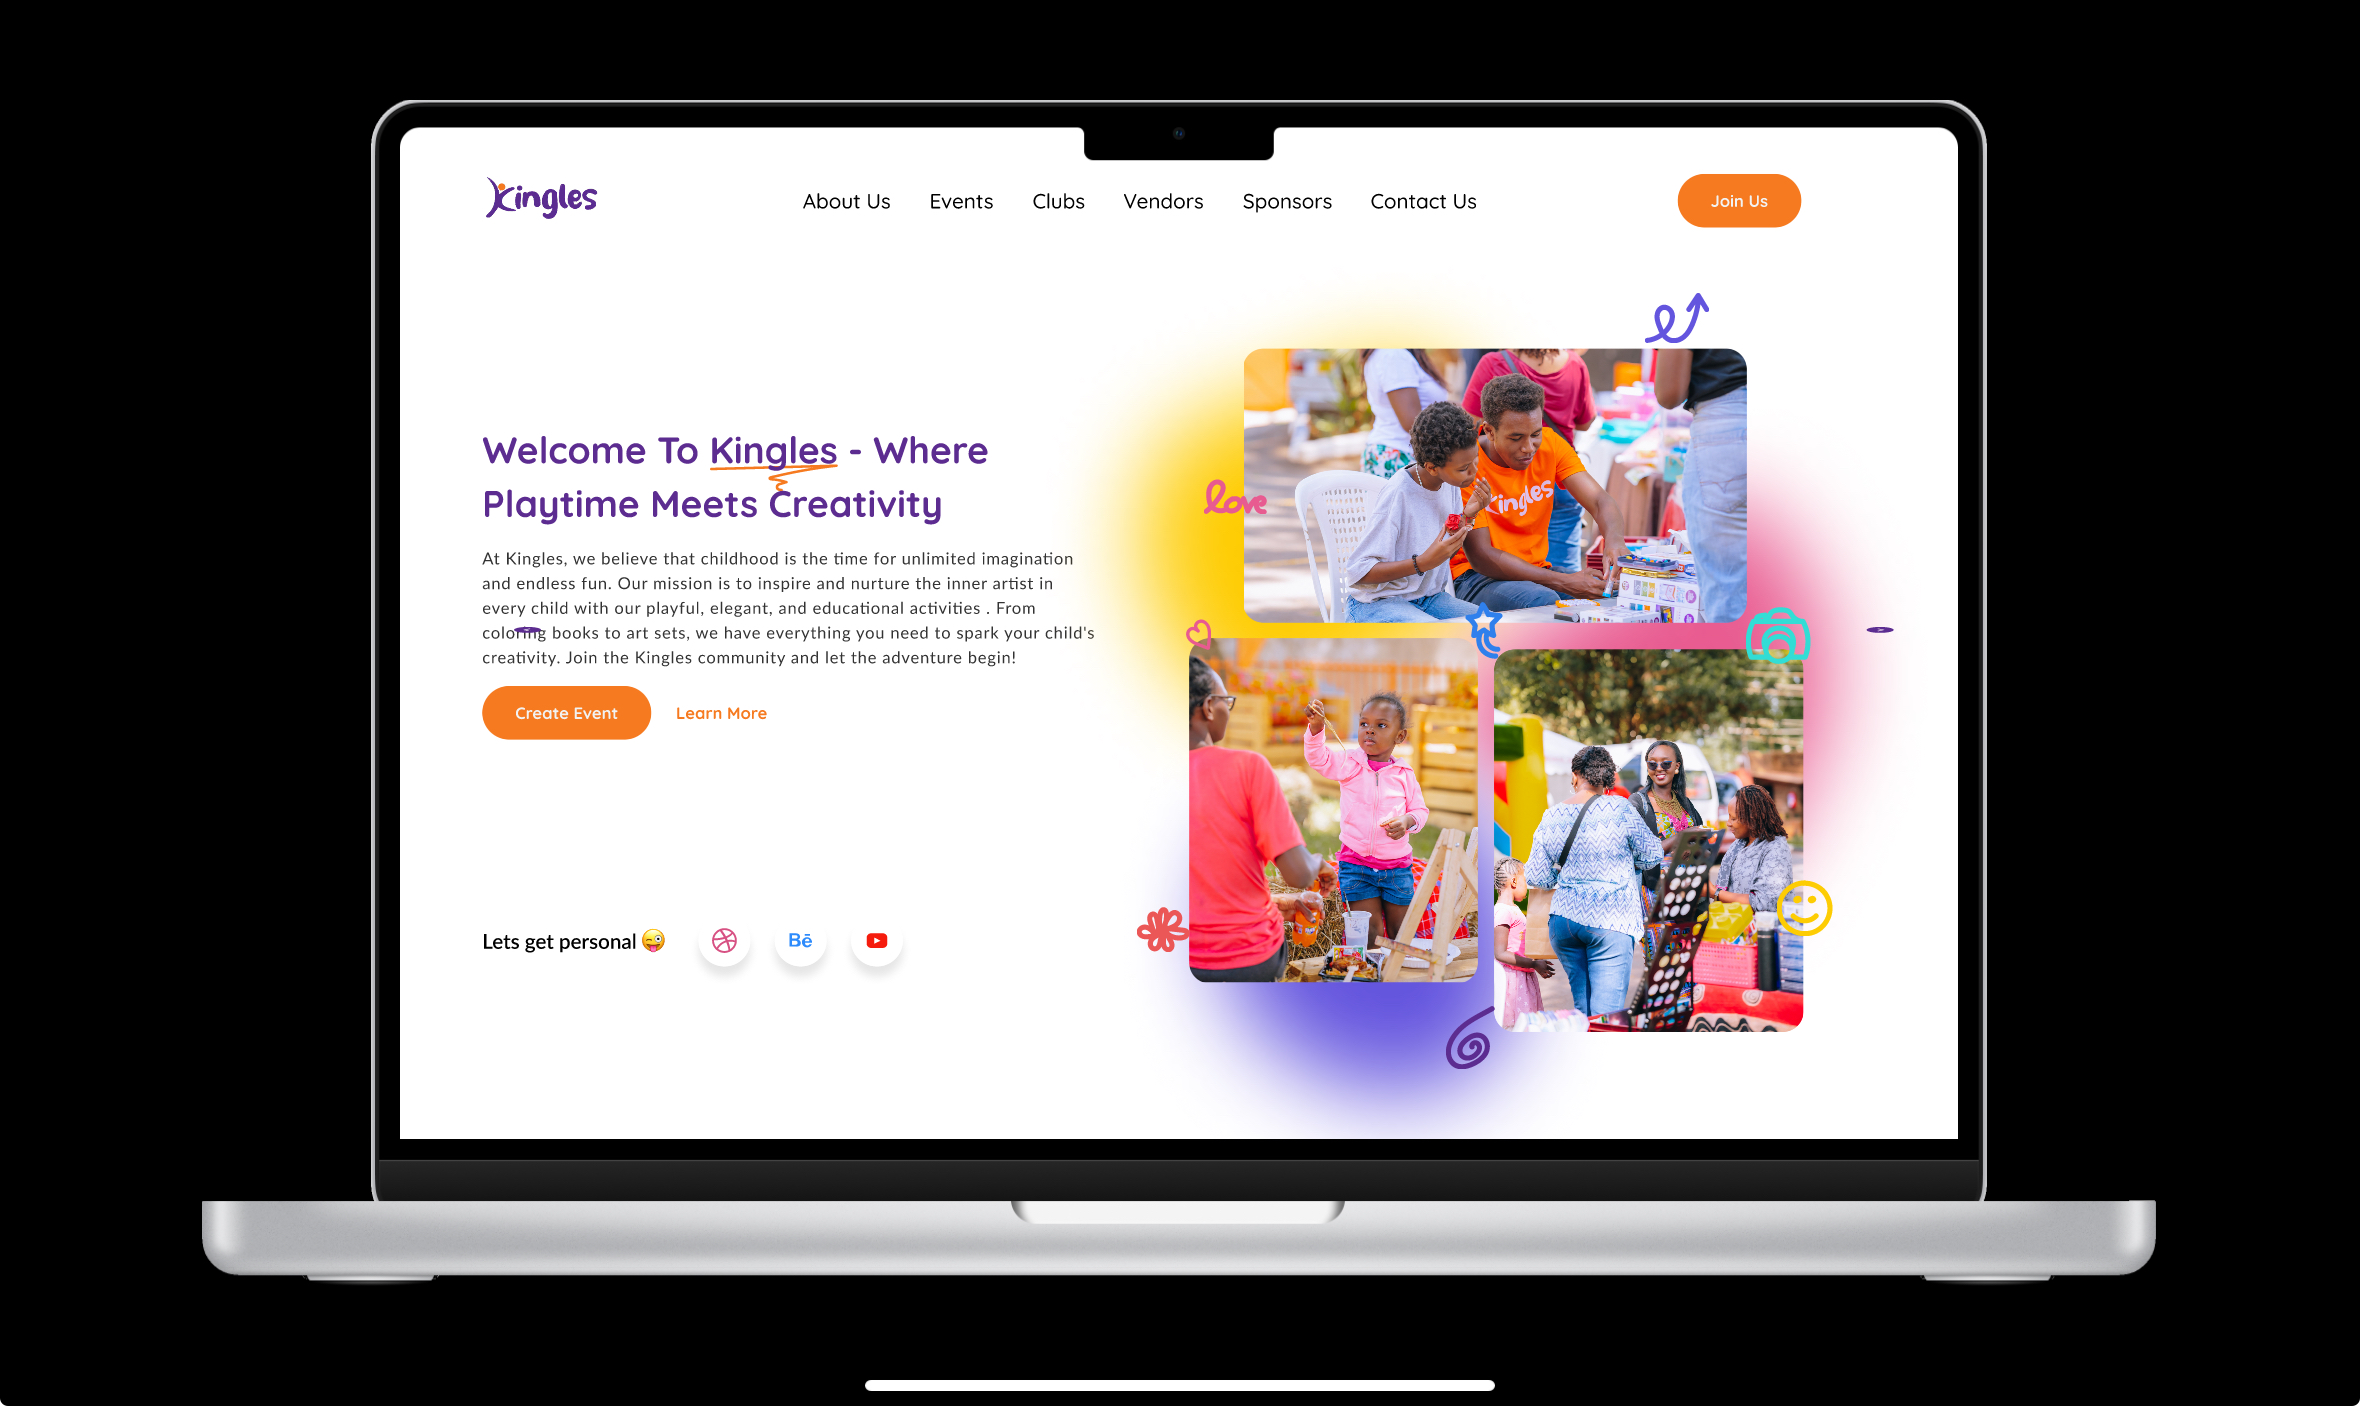 Kingles
About Us Events Clubs Vendors Sponsors Contact Us
Join Us
Welcome To Kingles - Where
Playtime Meets Creativity
At Kingles, we believe that childhood is the time for unlimited imagination
and endless fun. Our mission is to inspire and nurture the inner artist in
every child with our playful, elegant, and educational activities . From
coloring books to art sets, we have everything you need to spark your child's
creativity. Join the Kingles community and let the adventure begin!
Create Event Learn More
Lets get personal 😜
Bē
love
Kingles